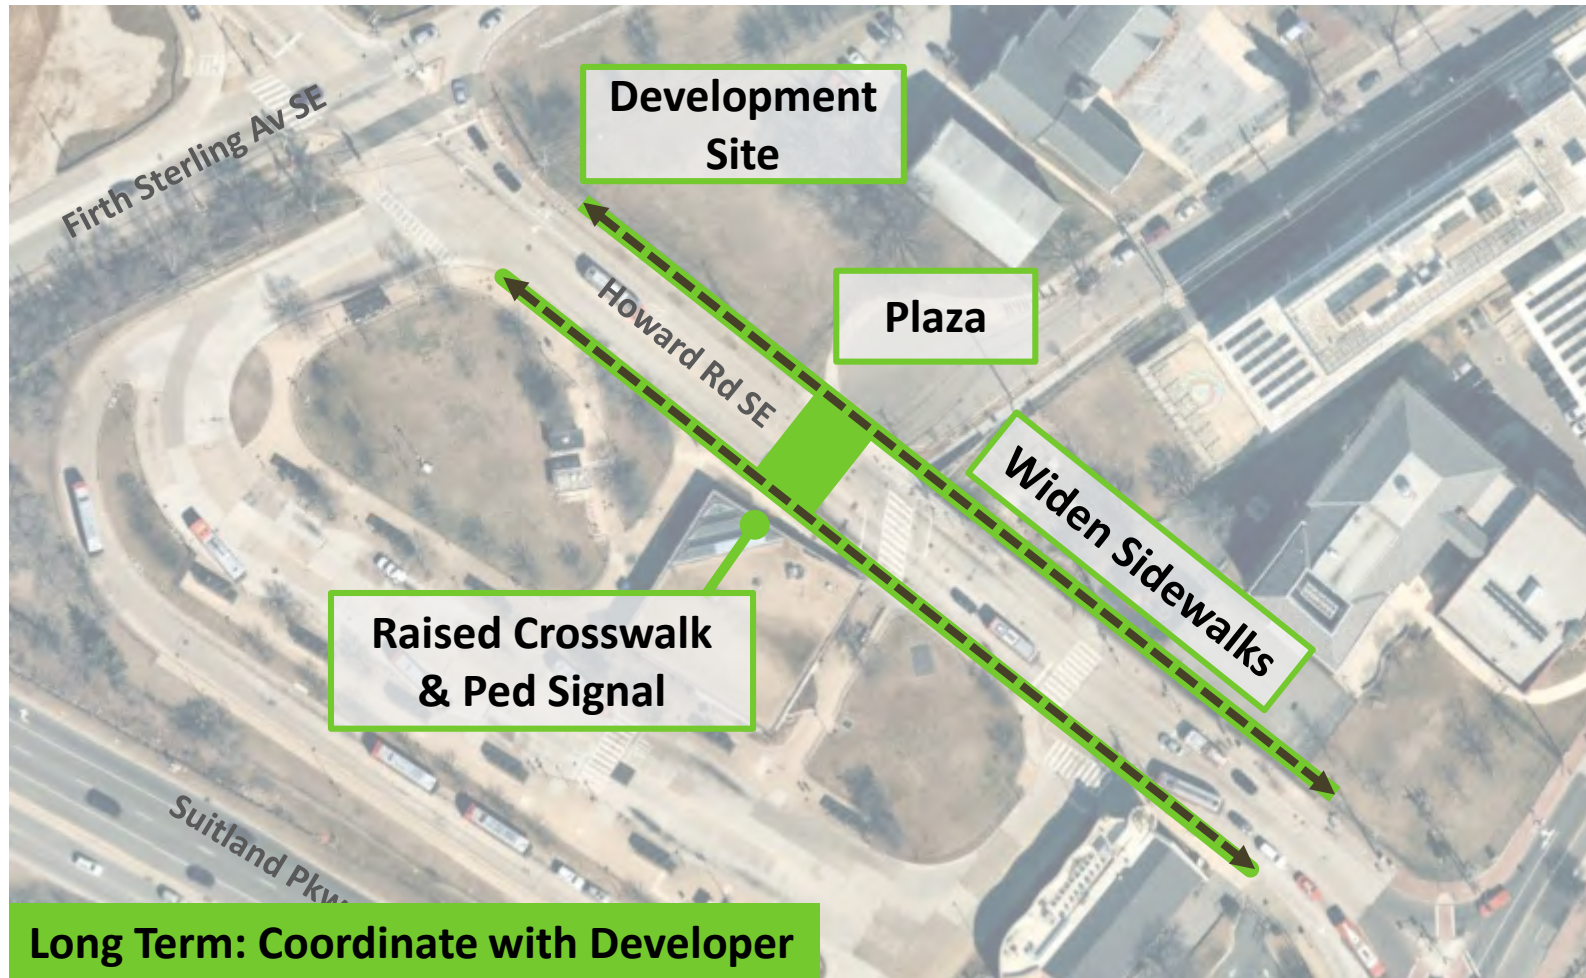 Development
Site
Firth Sterling Av SE
Plaza
Howard Rd SE
Widen Sidewalks
Raised Crosswalk
& Ped Signal
Suitland Pkw
Long Term: Coordinate with Developer